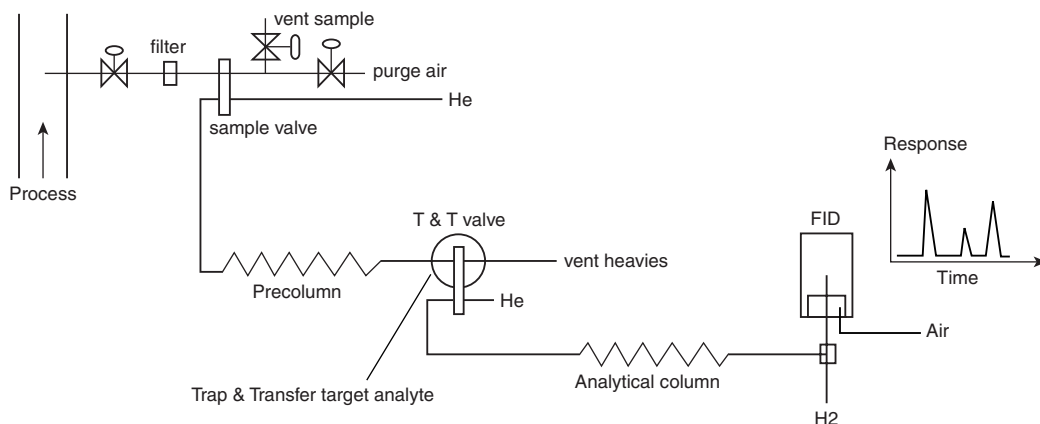 vent sample
filter
purge air
He
sample valve
Process
Response
T & T valve
FID
vent heavies
Time
Precolumn
He
Air
Analytical column
Trap & Transfer target analyte
H2